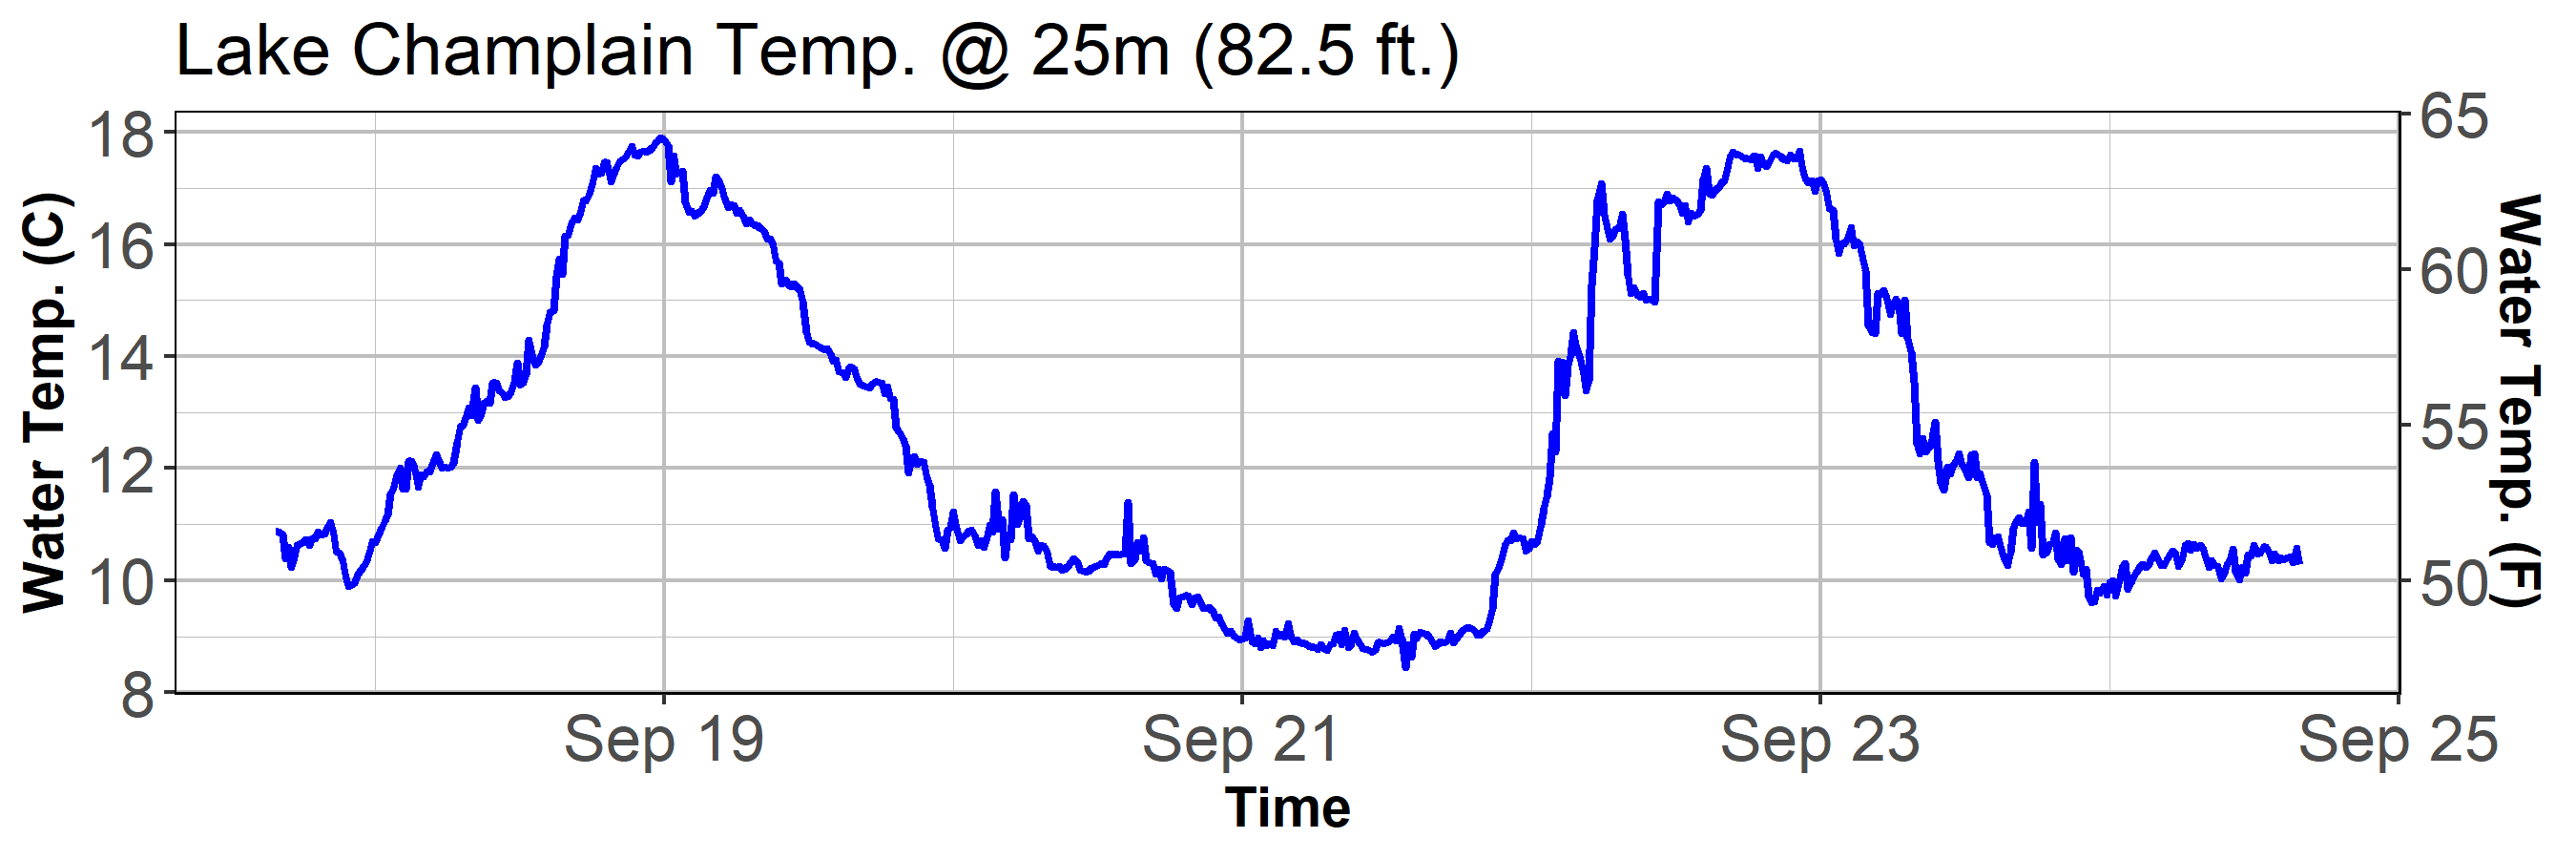 Lake Champlain Temp. @ 25m (82.5 ft.)
Water Temp. (C)
18
16
14
12
10
8
65
60
55
50
Water Temp. (F)
Sep 19
Sep 21
Sep 23
Sep 25
Time